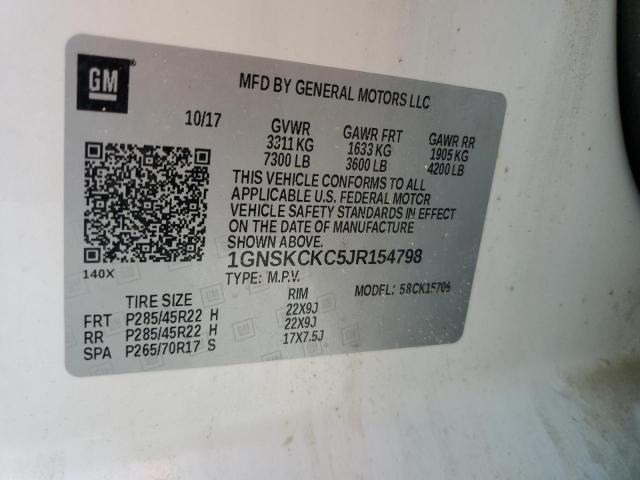 GM
MFD BY GENERAL MOTORS LLC
10/17 GVWR GAWR FRT GAWR RR
3311 KG 1633 KG 1905 KG
7300 LB 3600 LB 4200 LB
THIS VEHICLE CONFORMS TO ALL
APPLICABLE U.S. FEDERAL MOTOR
VEHICLE SAFETY STANDARDS IN EFFECT
ON THE DATE OF MANUFACTURE
SHOWN ABOVE.
1GNSKCKC5JR154798
140X TYPE: M.P.V.
MODEL: 58CK15706
TIRE SIZE RIM
FRT P285/45R22 H 22X9J
RR P285/45R22 H 22X9J
SPA P265/70R17 S 17X7.5J